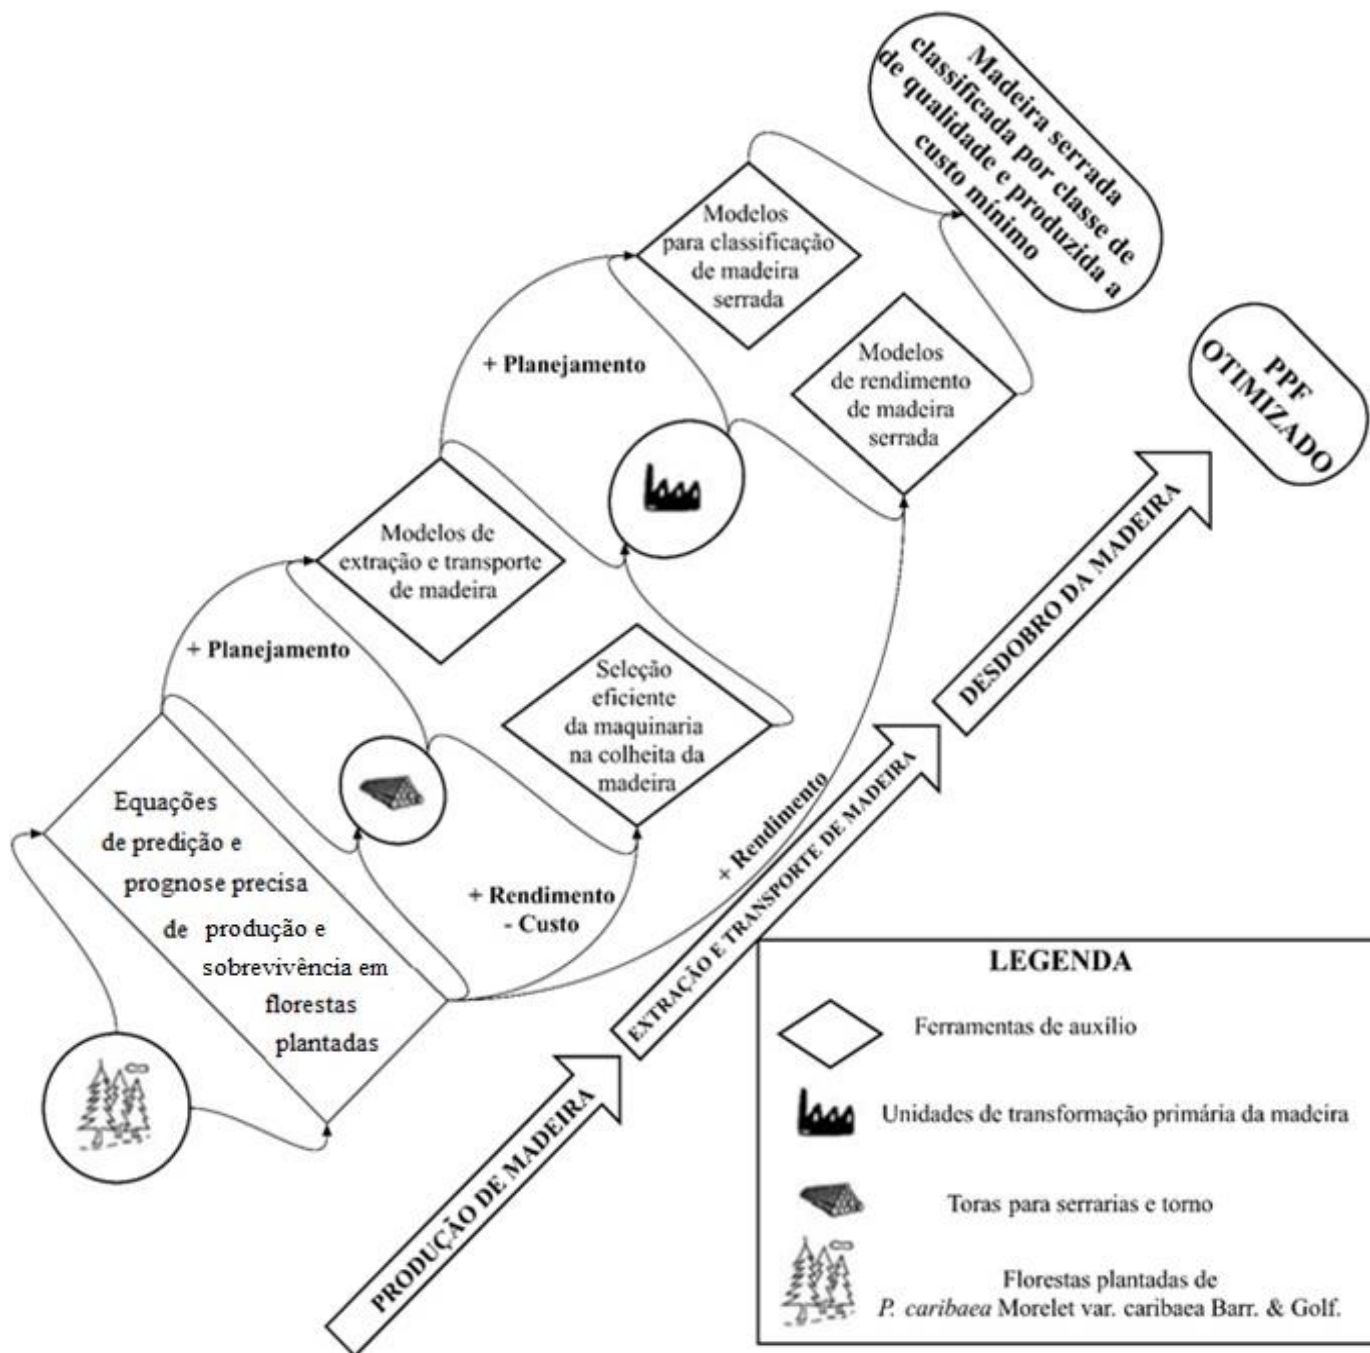 Madeira serrada
classificada por classe de
de qualidade e produzida a
custo mínimo
PPF
OTIMIZADO
Modelos
para classificação
de madeira
serrada
Modelos
de rendimento
de madeira
serrada
+ Planejamento
Modelos de
extração e transporte
de madeira
+ Planejamento
Seleção
eficiente
da maquinaria
na colheita da
madeira
+ Rendimento
- Custo
+ Rendimento
Equações
de predição e
prognose precisa
de produção e
sobrevivência em
florestas
plantadas
PRODUÇÃO DE MADEIRA
EXTRAÇÃO E TRANSPORTE DE MADEIRA
DESDOBRO DA MADEIRA
LEGENDA
Ferramentas de auxílio
Unidades de transformação primária da madeira
Toras para serrarias e torno
Florestas plantadas de
P. caribaea Morelet var. caribaea Barr. & Golf.